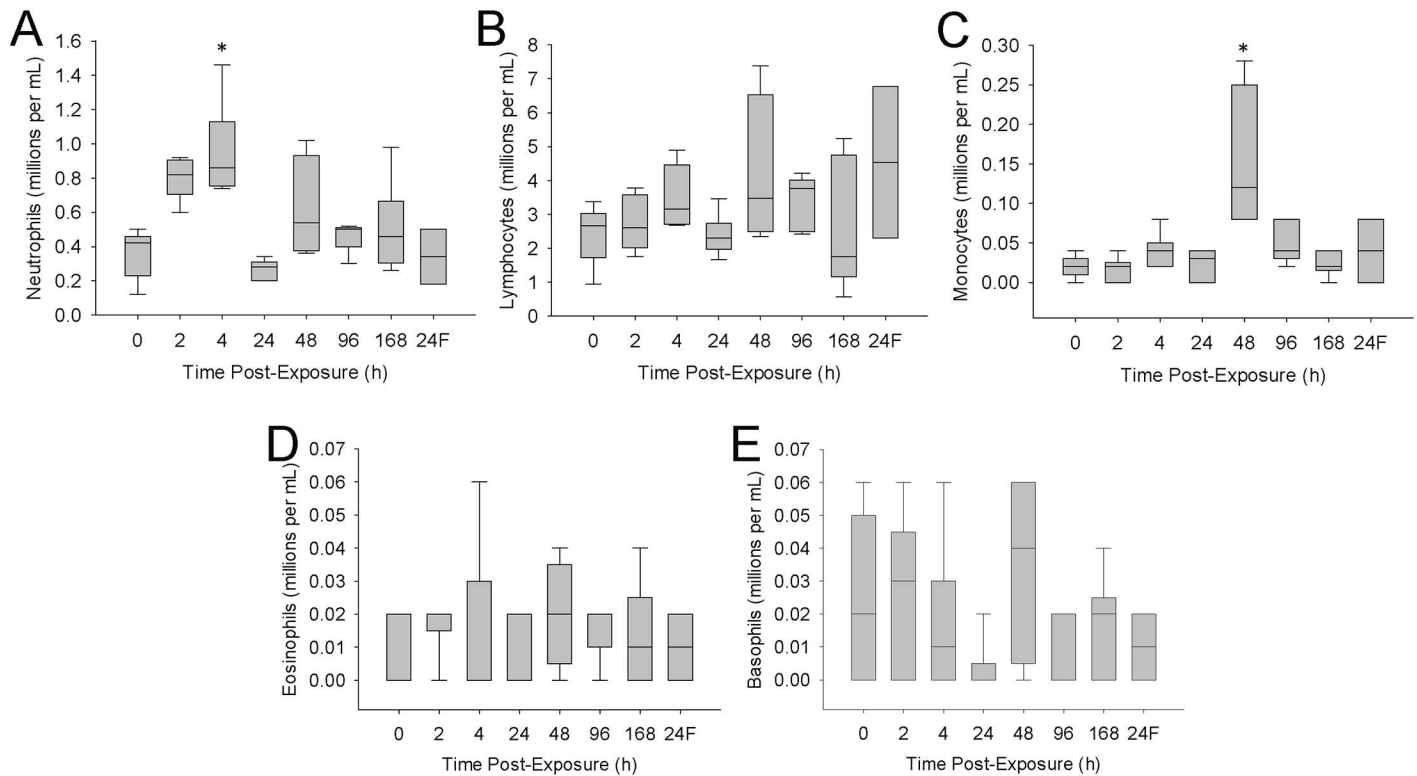 A
Neutrophils (millions per mL)
1.6
1.4
1.2
1.0
0.8
0.6
0.4
0.2
0.0
*
0 2 4 24 48 96 168 24F
Time Post-Exposure (h)
B
Lymphocytes (millions per mL)
8
7
6
5
4
3
2
1
0
0 2 4 24 48 96 168 24F
Time Post-Exposure (h)
C
Monocytes (millions per mL)
0.30
0.25
0.20
0.15
0.10
0.05
0.00
*
0 2 4 24 48 96 168 24F
Time Post-Exposure (h)
D
Eosinophils (millions per mL)
0.07
0.06
0.05
0.04
0.03
0.02
0.01
0.00
0 2 4 24 48 96 168 24F
Time Post-Exposure (h)
E
Basophils (millions per mL)
0.07
0.06
0.05
0.04
0.03
0.02
0.01
0.00
0 2 4 24 48 96 168 24F
Time Post-Exposure (h)